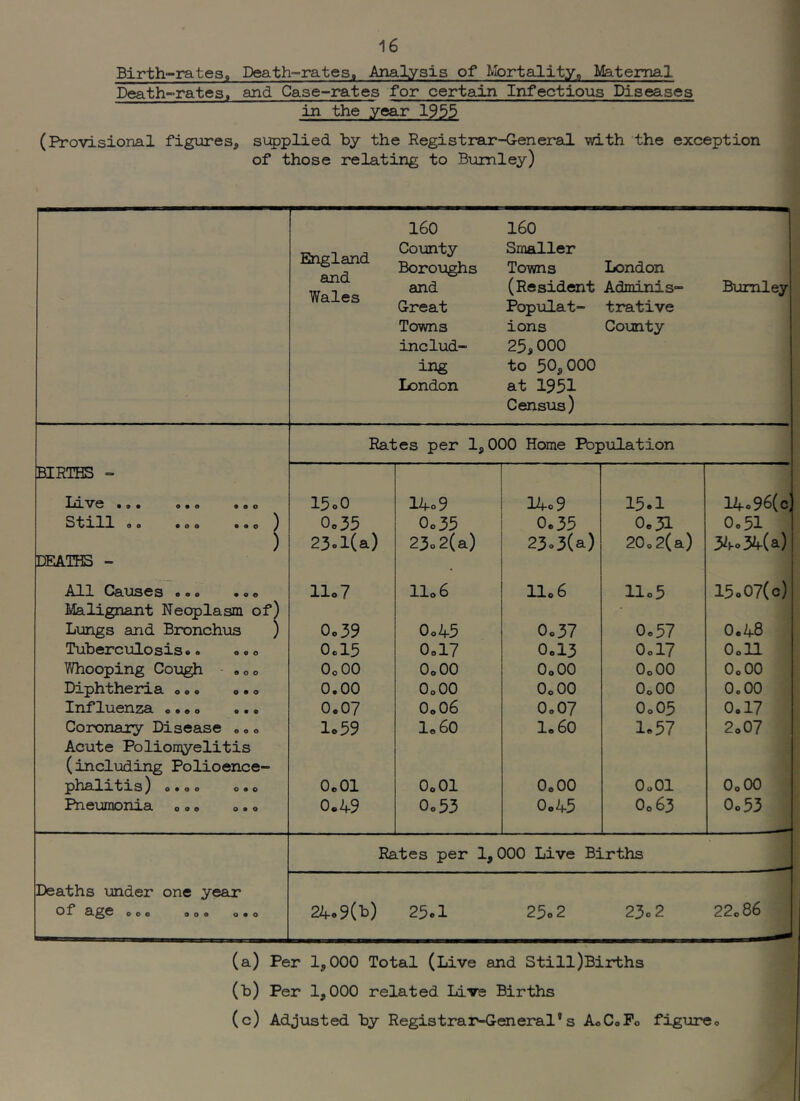 16
Birth-rates, Death-rates, Analysis of Mortality, Maternal
Death-rates, and Case-rates for certain Infectious Diseases
in the year 1955
(Provisional figures, supplied by the Registrar-General with the exception
of those relating to Burnley)
England and Wales | 160 County Boroughs and Great Towns includ- ing London | 160 Smaller Towns (Resident Populat- ions 25,000 to 50,000 at 1951 Census) | London Adminis- trative County | Burnley
Rates per 1,000 Home Population
BIRTHS -
Live ... ... ... 15.0 14.9 14.9 15.1 14.96(c)
Still .. ... ... ) 0.35 0.35 0.35 0.31 0.51
) 23.1(a) 23.2(a) 23.3(a) 20.2(a) 34.34(a)
DEATHS -
All Causes ... ... 11.7 11.6 11.6 11.5 15.07(c)
Malignant Neoplasm of)
Lungs and Bronchus ) 0.39 0.45 0.37 0.57 0.48
Tuberculosis.. ... 0.15 0.17 0.13 0.17 0.11
Whooping Cough ... 0.00 0.00 0.00 0.00 0.00
Diphtheria ... ... 0.00 0.00 0.00 0.00 0.00
Influenza .... ... 0.07 0.06 0.07 0.05 0.17
Coronary Disease ... 1.59 1.60 1.60 1.57 2.07
Acute Poliomyelitis
(including Polioence-
phalitis) .... ... 0.01 0.01 0.00 0.01 0.00
Pneumonia ... ... 0.49 0.53 0.45 0.63 0.53
Rates per 1,000 Live Births
Deaths under one year
of age ... ... ... 24.9(b) 25.1 25.2 23.2 22.86
(a) Per 1,000 Total (Live and Still)Births
(b) Per 1,000 related Live Births
(c) Adjusted by Registrar-General's A.C.F. figure.